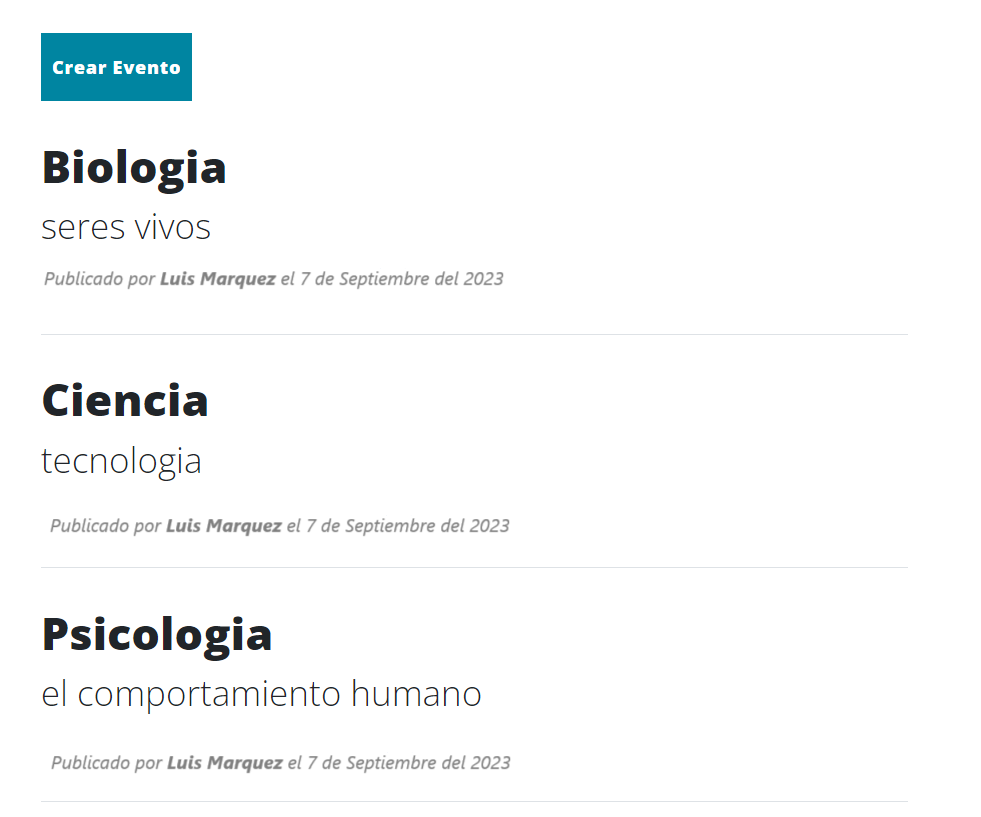 Crear Evento
Biologia
seres vivos
Publicado por Luis Marquez el 7 de Septiembre del 2023
Ciencia
tecnologia
Publicado por Luis Marquez el 7 de Septiembre del 2023
Psicologia
el comportamiento humano
Publicado por Luis Marquez el 7 de Septiembre del 2023